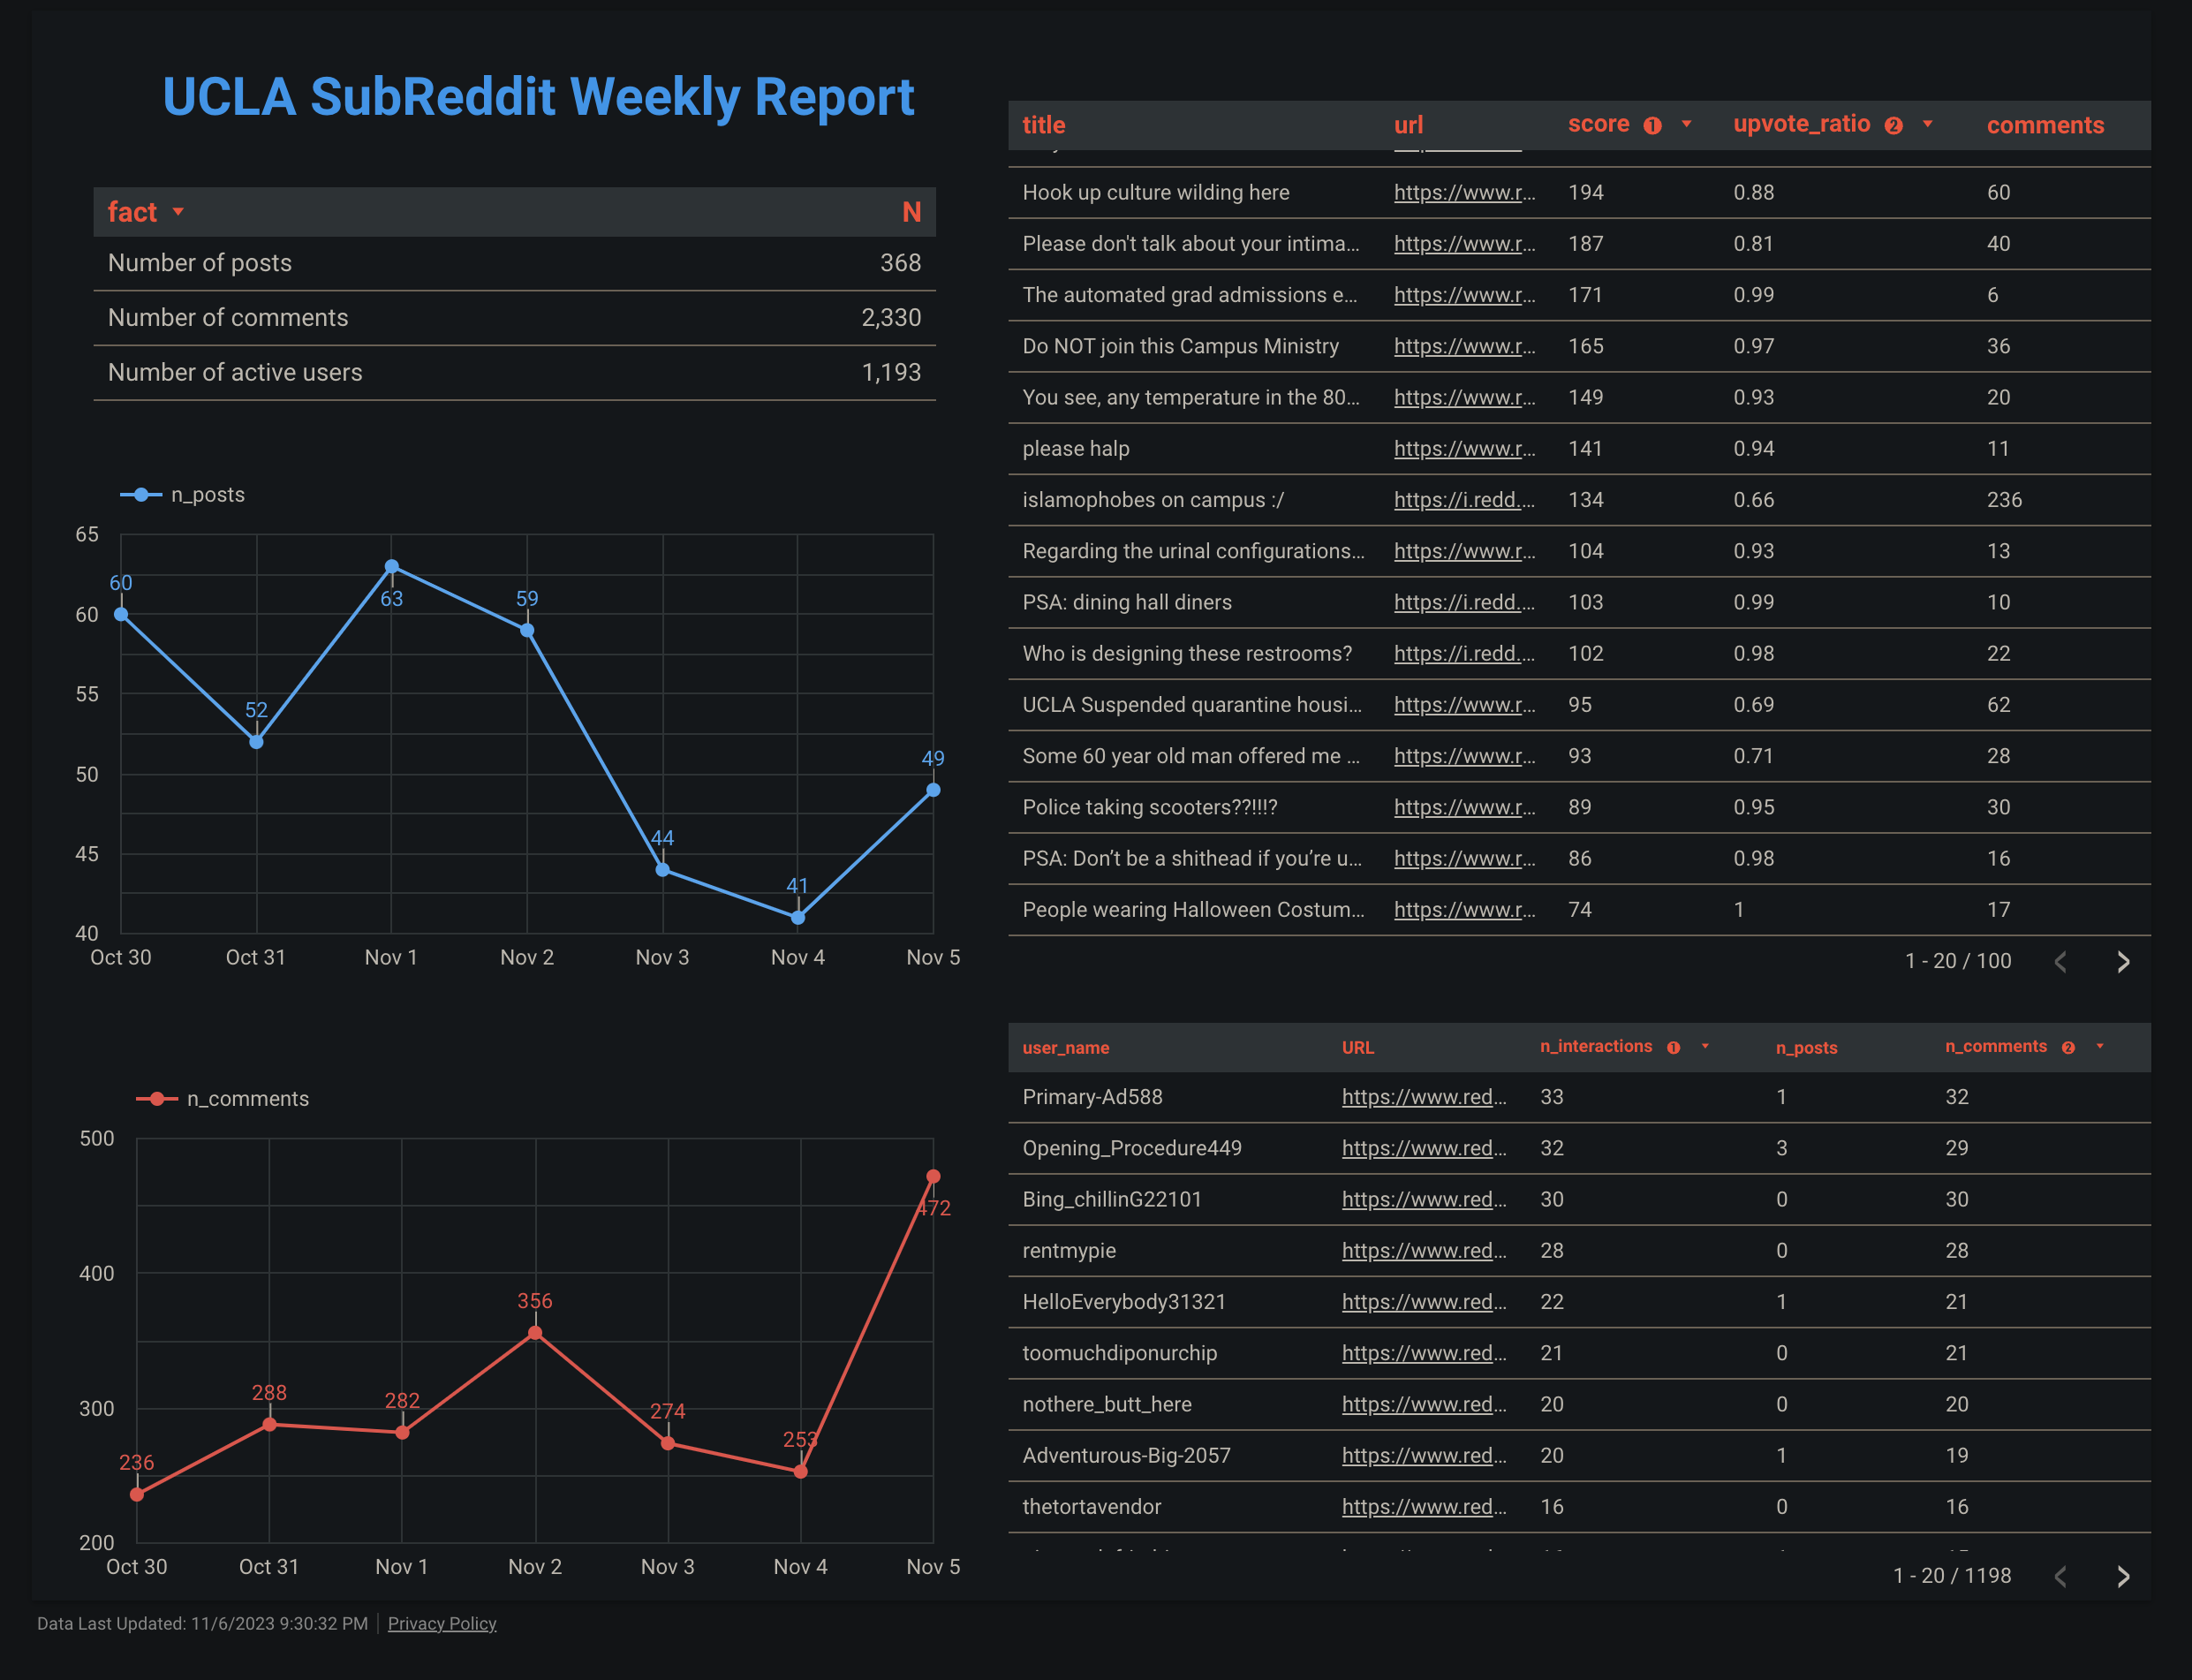 UCLA SubReddit Weekly Report
fact N
Number of posts 368
Number of comments 2,330
Number of active users 1,193
n_posts
65
60
55
50
45
40
60
52
63
59
44
41
49
Oct 30 Oct 31 Nov 1 Nov 2 Nov 3 Nov 4 Nov 5
n_comments
500
400
300
200
236
288
282
356
274
253
472
Oct 30 Oct 31 Nov 1 Nov 2 Nov 3 Nov 4 Nov 5
title url score 1 upvote_ratio 2 comments
Hook up culture wilding here https://www.r... 194 0.88 60
Please don't talk about your intima... https://www.r... 187 0.81 40
The automated grad admissions e... https://www.r... 171 0.99 6
Do NOT join this Campus Ministry https://www.r... 165 0.97 36
You see, any temperature in the 80... https://www.r... 149 0.93 20
please halp https://www.r... 141 0.94 11
islamophobes on campus :/ https://i.redd.... 134 0.66 236
Regarding the urinal configurations... https://www.r... 104 0.93 13
PSA: dining hall diners https://i.redd.... 103 0.99 10
Who is designing these restrooms? https://i.redd.... 102 0.98 22
UCLA Suspended quarantine housi... https://www.r... 95 0.69 62
Some 60 year old man offered me ... https://www.r... 93 0.71 28
Police taking scooters??!!!? https://www.r... 89 0.95 30
PSA: Don’t be a shithead if you’re u... https://www.r... 86 0.98 16
People wearing Halloween Costum... https://www.r... 74 1 17
1 - 20 / 100
user_name URL n_interactions 1 n_posts n_comments 2
Primary-Ad588 https://www.red... 33 1 32
Opening_Procedure449 https://www.red... 32 3 29
Bing_chillinG22101 https://www.red... 30 0 30
rentmypie https://www.red... 28 0 28
HelloEverybody31321 https://www.red... 22 1 21
toomuchdiponurchip https://www.red... 21 0 21
nothere_butt_here https://www.red... 20 0 20
Adventurous-Big-2057 https://www.red... 20 1 19
thetortavendor https://www.red... 16 0 16
1 - 20 / 1198
Data Last Updated: 11/6/2023 9:30:32 PM Privacy Policy